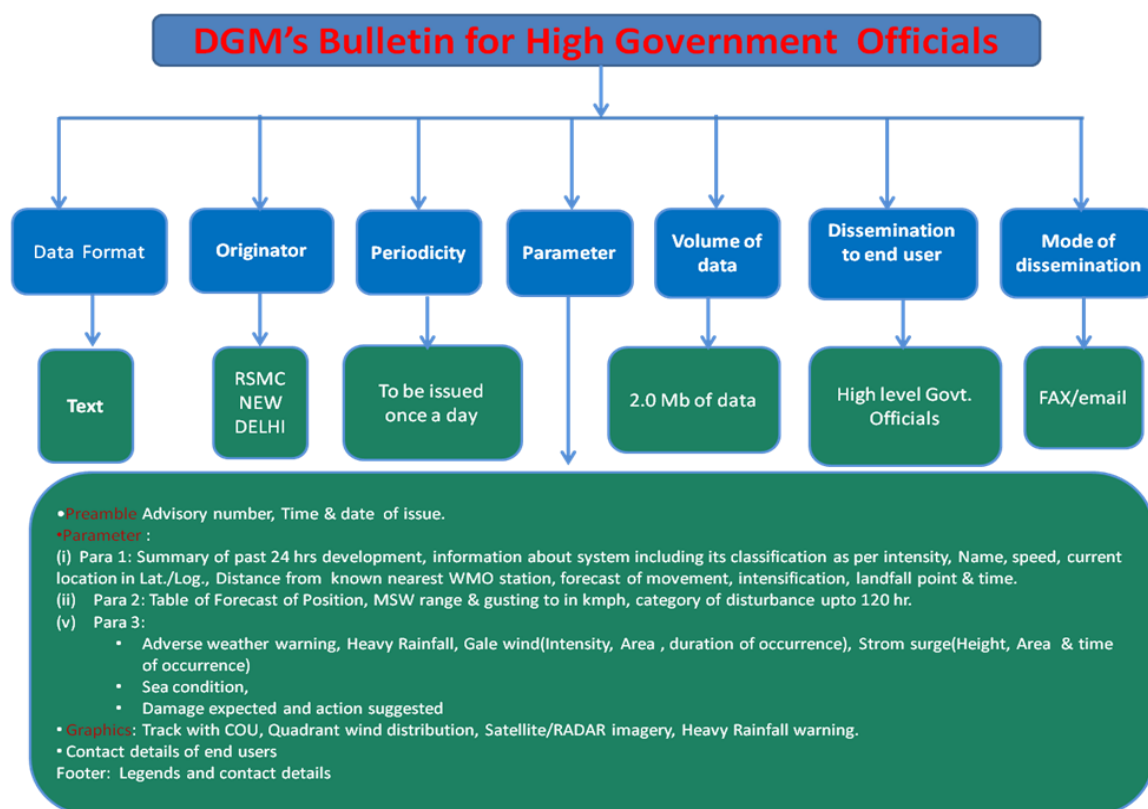 DGM's Bulletin for High Government Officials
Data Format
Originator
Periodicity
Parameter
Volume of
data
Dissemination
to end user
Mode of
dissemination
Text
RSMC
NEW
DELHI
To be issued
once a day
2.0 Mb of data
High level Govt.
Officials
FAX/email
•Preamble Advisory number, Time & date of issue.
•Parameter :
(i) Para 1: Summary of past 24 hrs development, information about system including its classification as per intensity, Name, speed, current
location in Lat./Log., Distance from known nearest WMO station, forecast of movement, intensification, landfall point & time.
(ii) Para 2: Table of Forecast of Position, MSW range & gusting to in kmph, category of disturbance upto 120 hr.
(v) Para 3:
• Adverse weather warning, Heavy Rainfall, Gale wind(Intensity, Area , duration of occurrence), Strom surge(Height, Area & time
of occurrence)
• Sea condition,
• Damage expected and action suggested
• Graphics: Track with COU, Quadrant wind distribution, Satellite/RADAR imagery, Heavy Rainfall warning.
• Contact details of end users
Footer: Legends and contact details